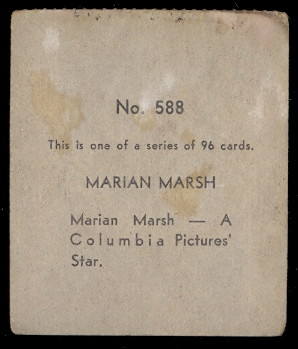 No. 588
This is one of a series of 96 cards.
MARIAN MARSH
Marian Marsh — A
Columbia Pictures'
Star.